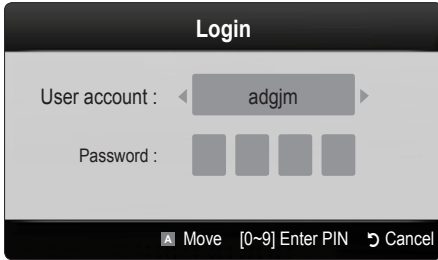 Login
User account : adgjm
Password :
A Move [0~9] Enter PIN Cancel